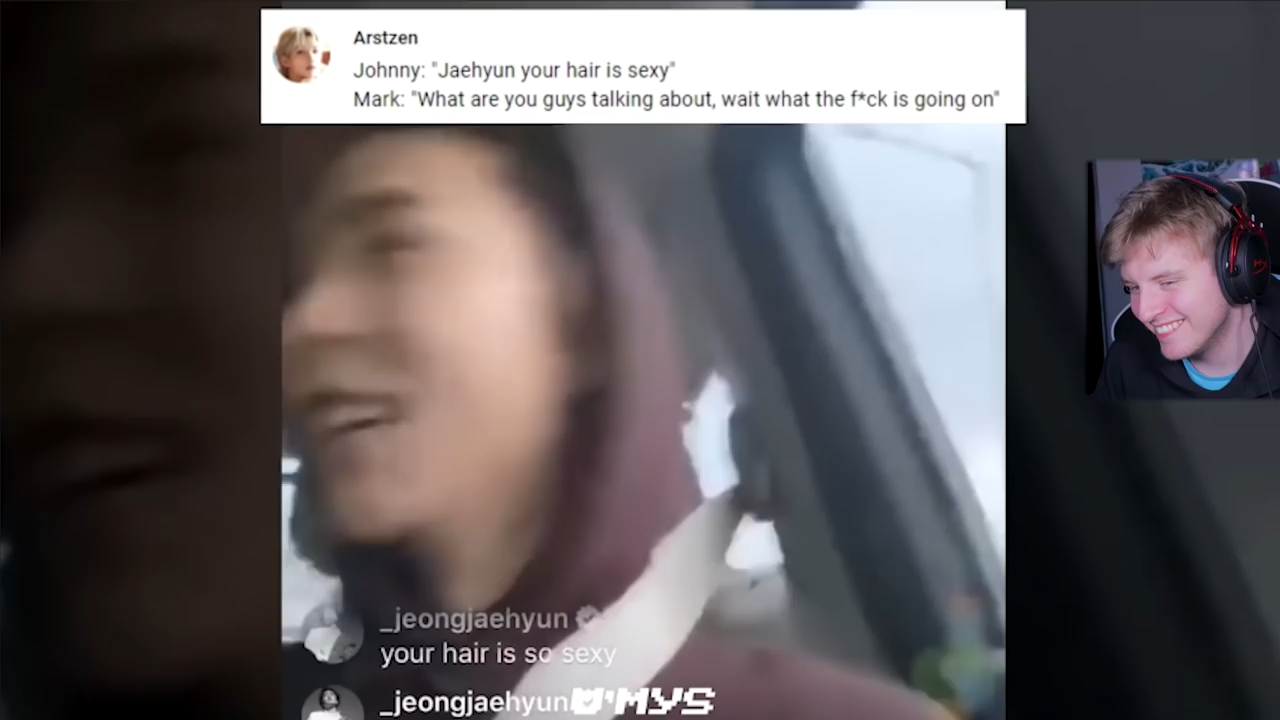 Arstzen
Johnny: "Jaehyun your hair is sexy"
Mark: "What are you guys talking about, wait what the f*ck is going on"
_jeongjaehyun
your hair is so sexy
_jeongjaehyun
MYS